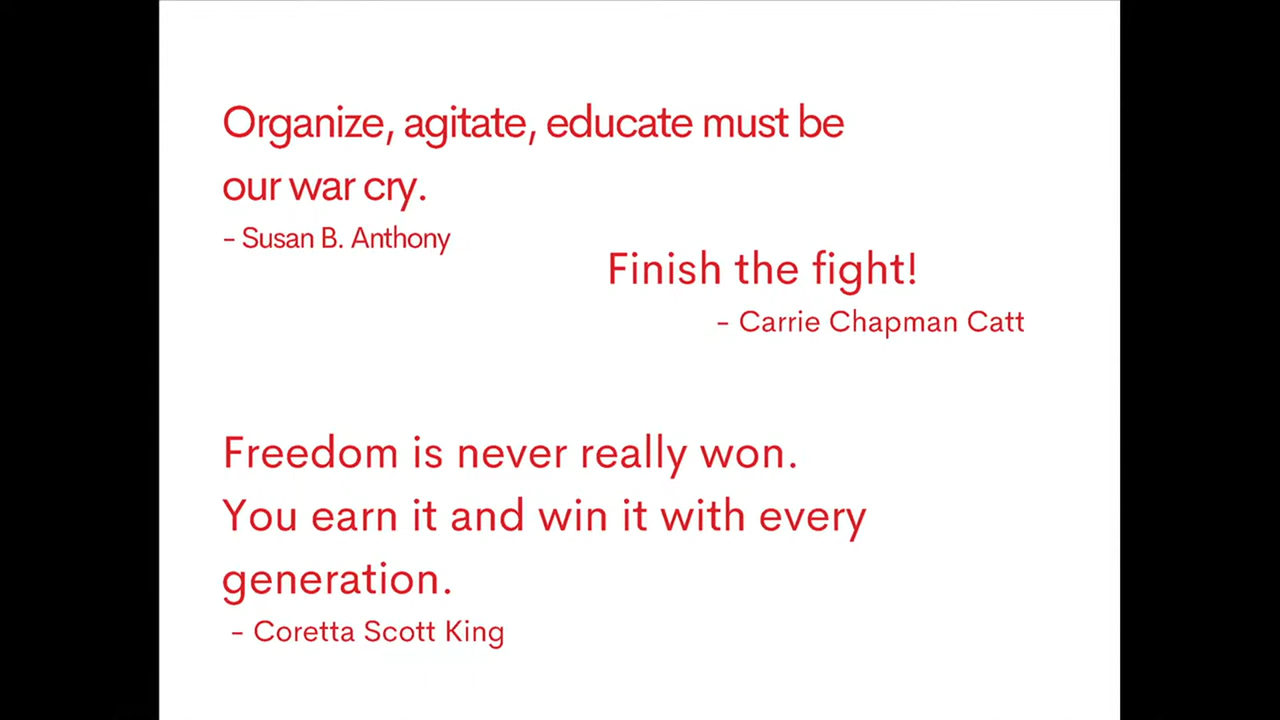 Organize, agitate, educate must be
our war cry.
– Susan B. Anthony
Finish the fight!
– Carrie Chapman Catt
Freedom is never really won.
You earn it and win it with every
generation.
– Coretta Scott King